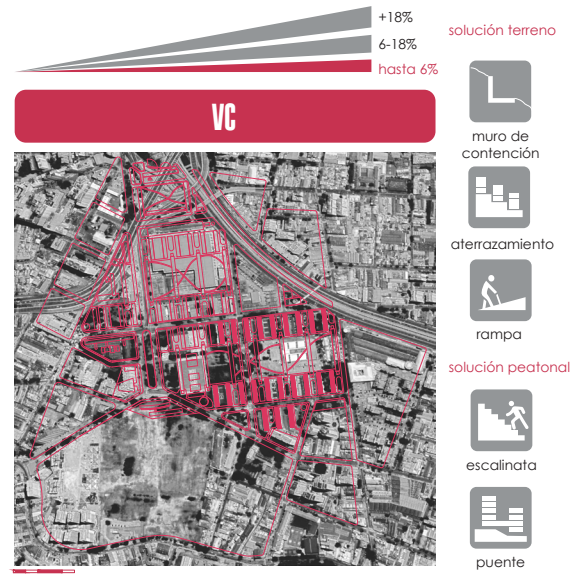 +18%
6-18%
hasta 6%
VC
solución terreno
muro de
contención
aterrazamiento
rampa
solución peatonal
escalinata
puente